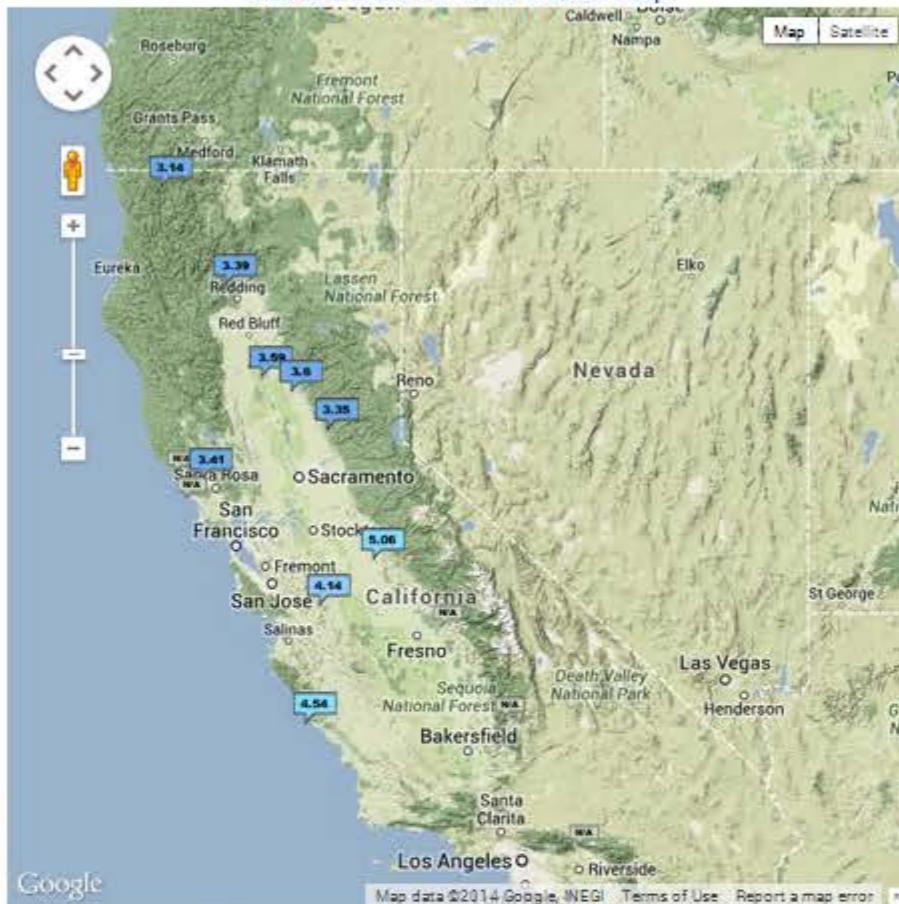 Caldwell
Nampa
Map Satellite
Roseburg
Fremont
National Forest
Grants Pass
Medford
Klamath
Falls
3.14
Eureka
3.39
Redding
Lassen
National Forest
Elko
Red Bluff
3.59
3.6
Reno
Nevada
3.35
N/A
3.41
Santa Rosa
N/A
Sacramento
San
Francisco
5.06
Fremont
4.14
San Jose
California
N/A
St George
Salinas
Fresno
Las Vegas
Henderson
Death Valley
National Park
Sequoia
National Forest
N/A
4.54
Bakersfield
Santa
Clarita
N/A
Los Angeles
Riverside
Google
Map data ©2014 Google, INEGI Terms of Use Report a map error